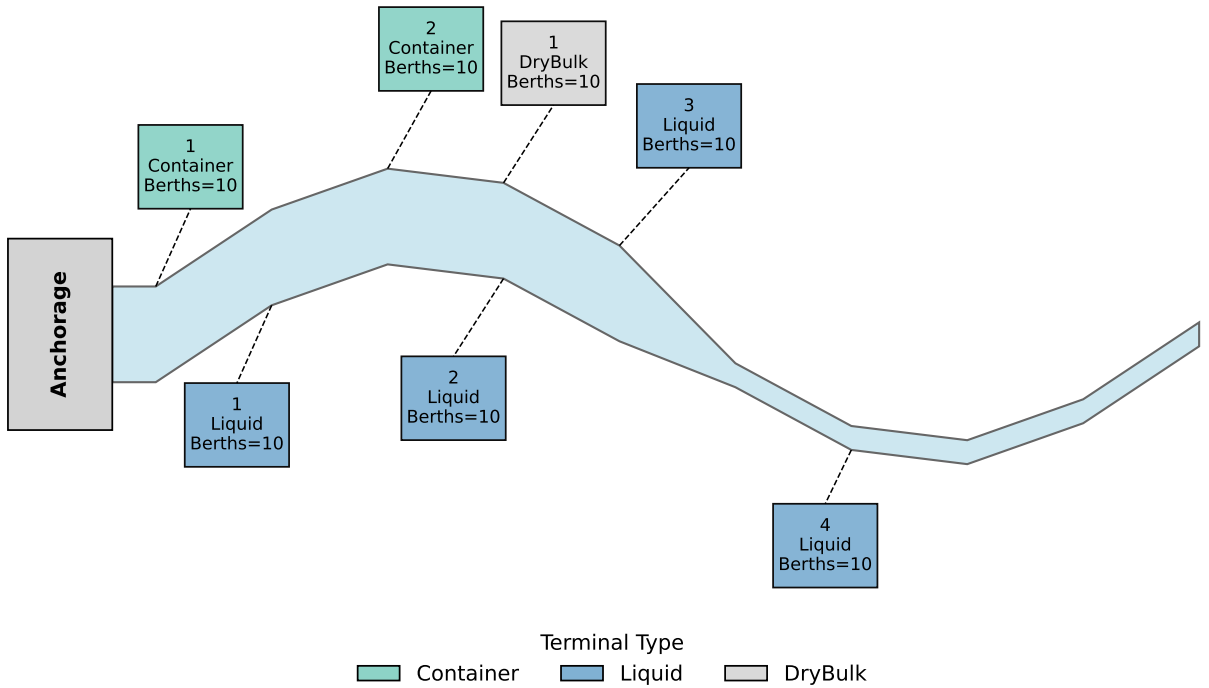 2
Container
Berths=10
1
DryBulk
Berths=10
3
Liquid
Berths=10
1
Container
Berths=10
Anchorage
1
Liquid
Berths=10
2
Liquid
Berths=10
4
Liquid
Berths=10
Terminal Type
Container
Liquid
DryBulk